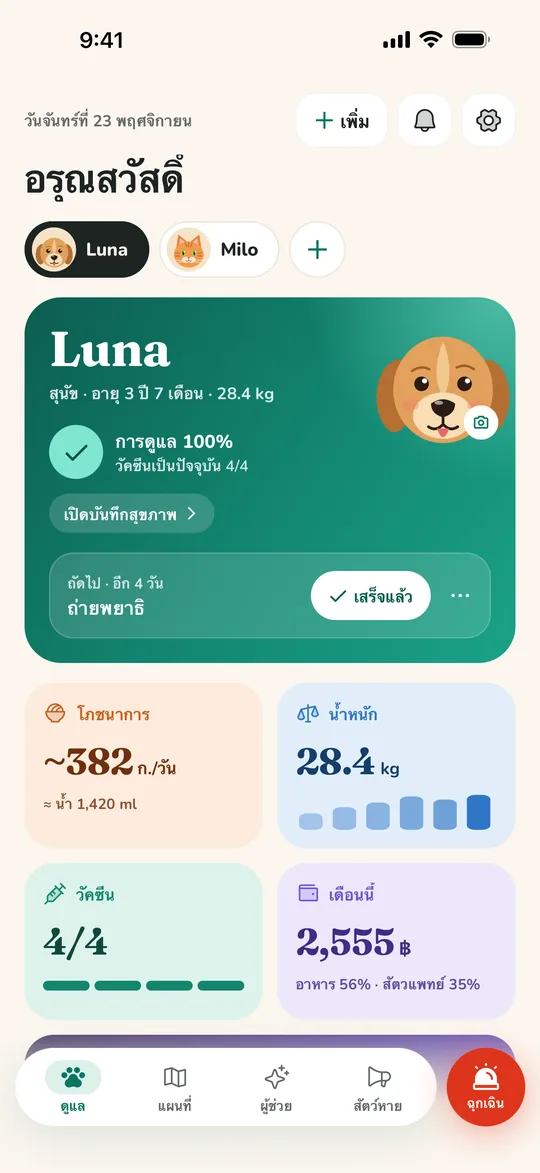 9:41
วันจันทร์ที่ 23 พฤศจิกายน
เพิ่ม
อรุณสวัสดิ์
Luna
Milo
Luna
สุนัข · อายุ 3 ปี 7 เดือน · 28.4 kg
การดูแล 100%
วัคซีนเป็นปัจจุบัน 4/4
เปิดบันทึกสุขภาพ
ถัดไป · อีก 4 วัน
ถ่ายพยาธิ
เสร็จแล้ว
โภชนาการ
~382 ก./วัน
≈ น้ำ 1,420 ml
น้ำหนัก
28.4 kg
วัคซีน
4/4
เดือนนี้
2,555 ฿
อาหาร 56% · สัตวแพทย์ 35%
ดูแล
แผนที่
ผู้ช่วย
สัตว์หาย
ฉุกเฉิน